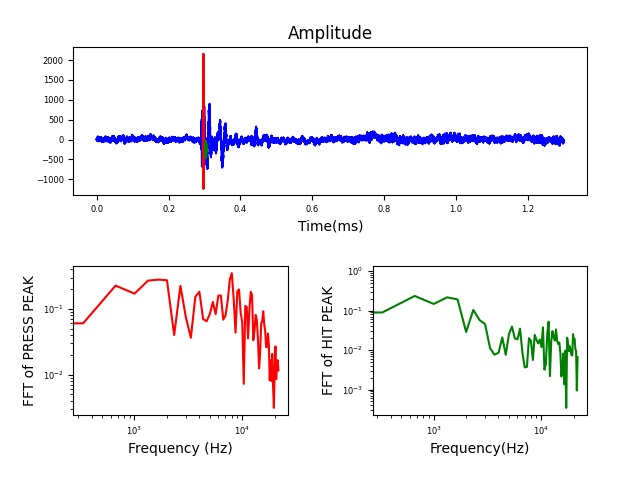 Amplitude
2000
1500
1000
500
0
−500
−1000
0.0 0.2 0.4 0.6 0.8 1.0 1.2
Time(ms)
FFT of PRESS PEAK
10⁻¹
10⁻²
10³ 10⁴
Frequency (Hz)
FFT of HIT PEAK
10⁰
10⁻¹
10⁻²
10⁻³
10³ 10⁴
Frequency(Hz)